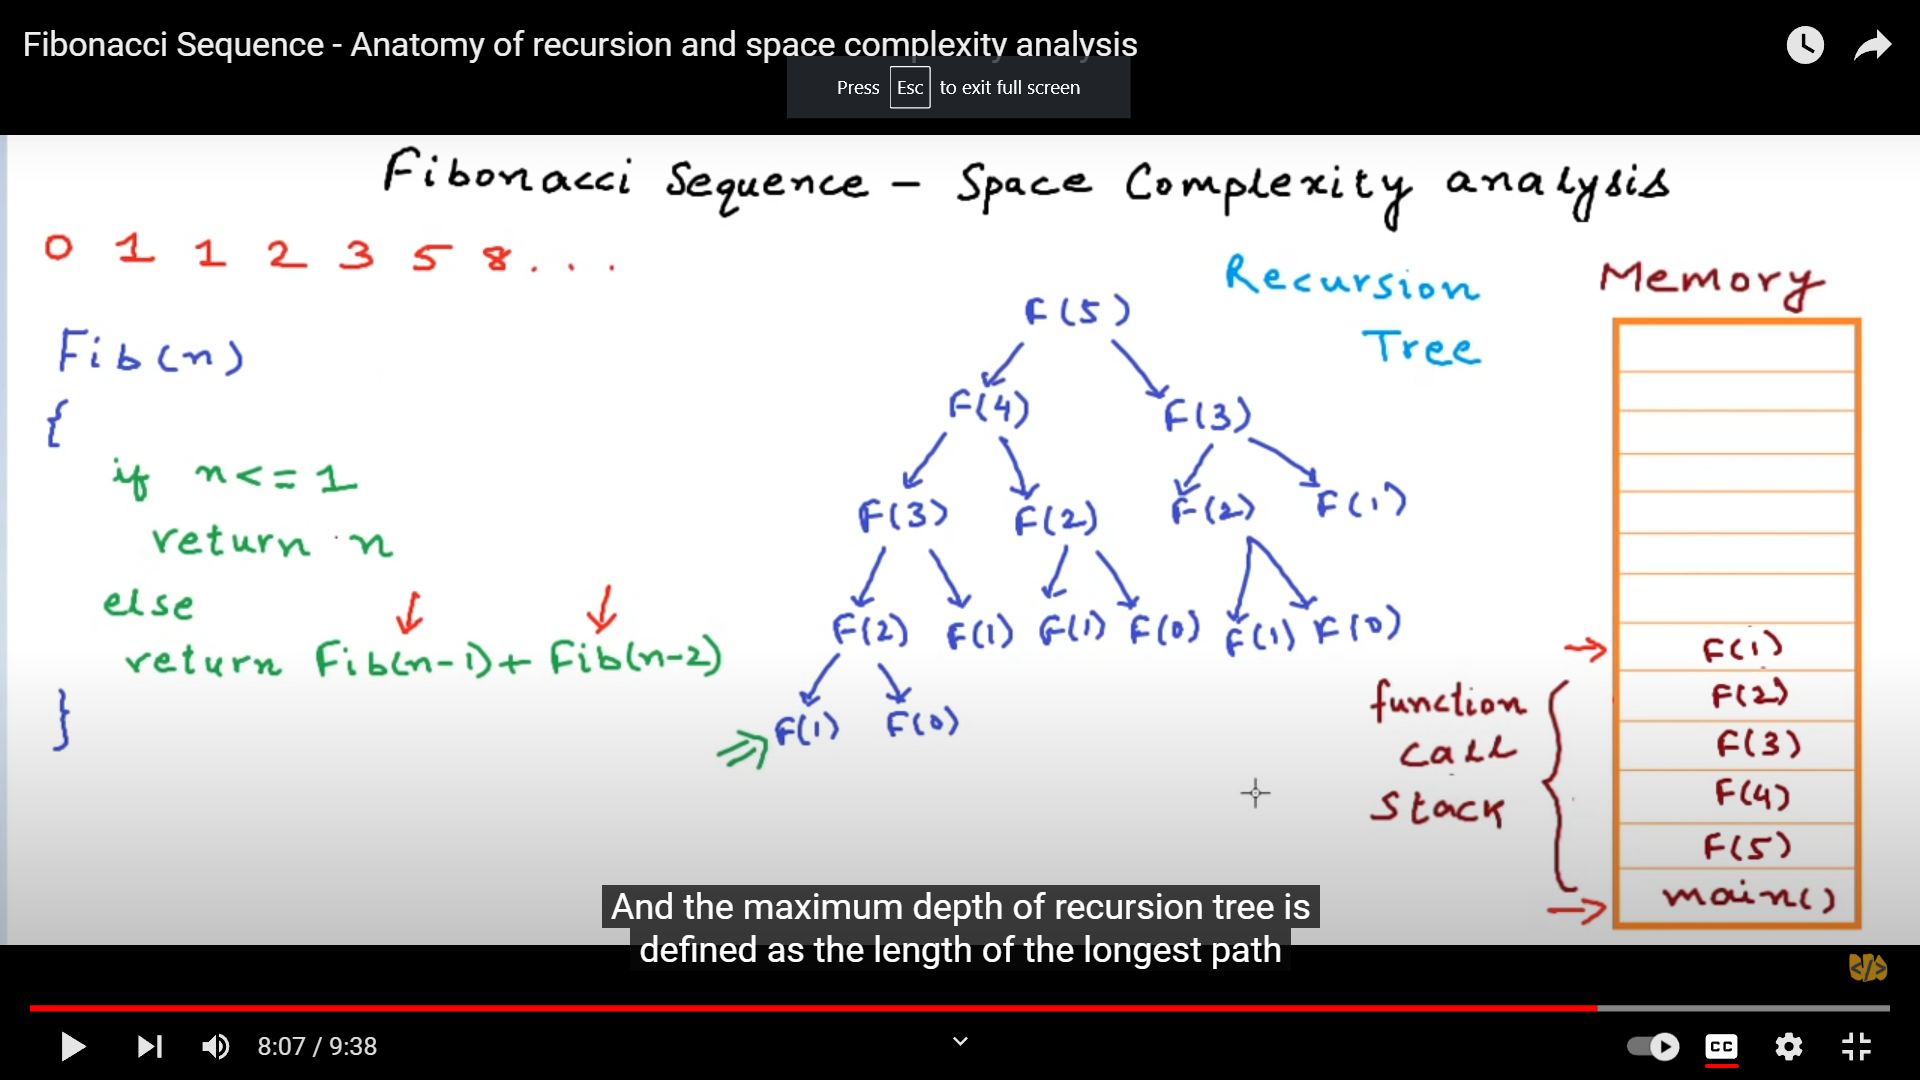 Fibonacci Sequence - Anatomy of recursion and space complexity analysis
Press Esc to exit full screen
Fibonacci Sequence - Space Complexity analysis
0 1 1 2 3 5 8 . . .
Recursion
Tree
Memory
Fib(n)
{
if n<=1
return n
else
return Fib(n-1)+ Fib(n-2)
}
F(5)
F(4) F(3)
F(3) F(2) F(2) F(1)
F(2) F(1) F(1) F(0) F(1) F(0)
F(1) F(0)
function
call
stack
F(1)
F(2)
F(3)
F(4)
F(5)
main()
And the maximum depth of recursion tree is
defined as the length of the longest path
</>
8:07 / 9:38
CC